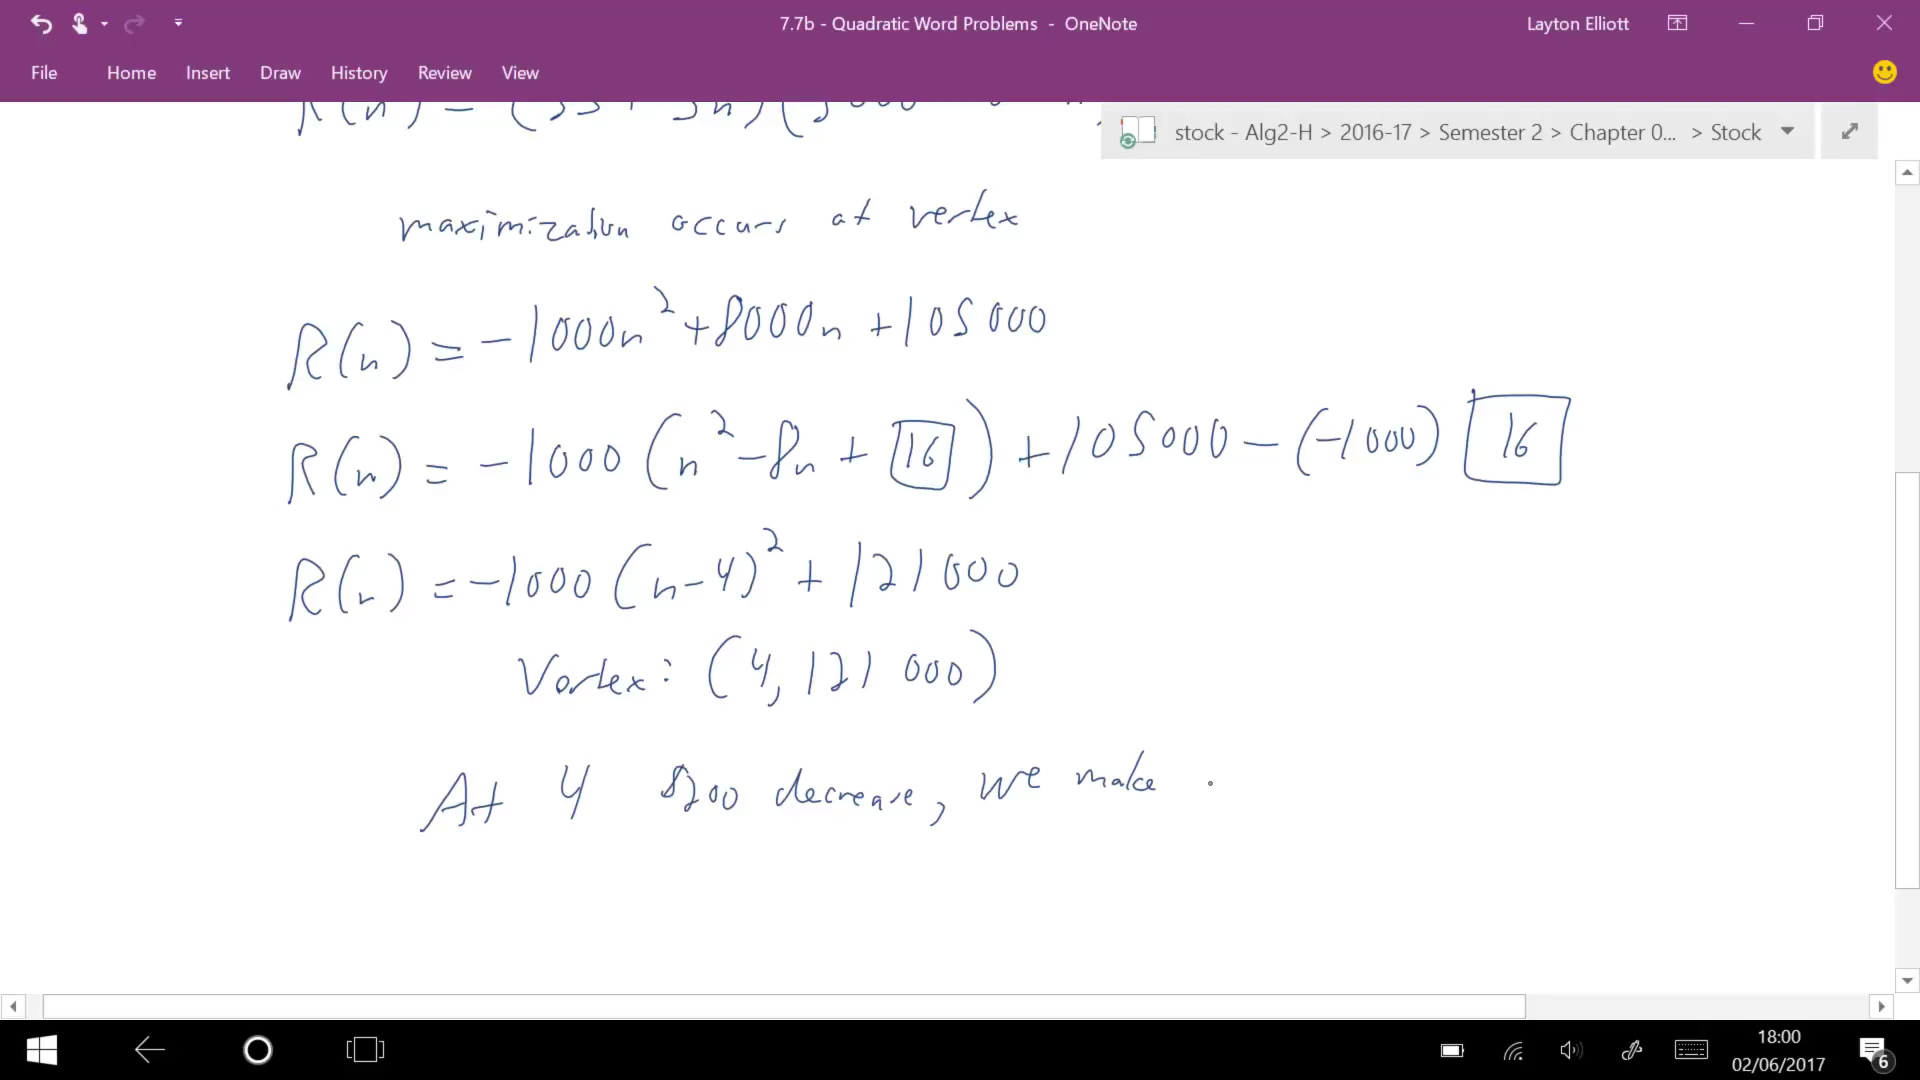 7.7b - Quadratic Word Problems - OneNote
Layton Elliott
File Home Insert Draw History Review View
stock - Alg2-H > 2016-17 > Semester 2 > Chapter 0... > Stock
maximization occurs at vertex
R(n) = -1000n² + 8000n + 105000
R(n) = -1000 (n² - 8n + 16) + 105000 - (-1000) 16
R(n) = -1000 (n - 4)² + 121000
Vertex: (4, 121 000)
At 4 $200 decrease, we make
18:00
02/06/2017
6